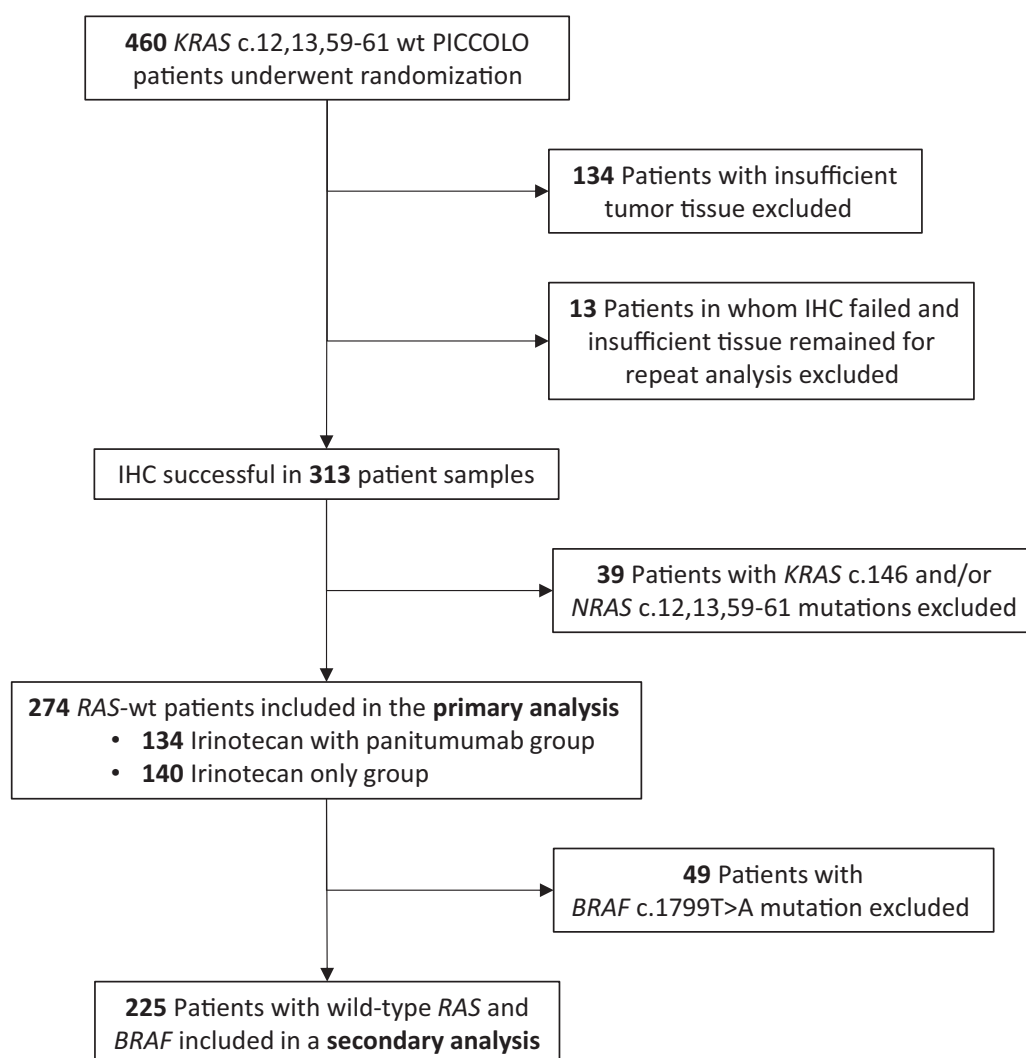 460 KRAS c.12,13,59-61 wt PICCOLO
patients underwent randomization
134 Patients with insufficient
tumor tissue excluded
13 Patients in whom IHC failed and
insufficient tissue remained for
repeat analysis excluded
IHC successful in 313 patient samples
39 Patients with KRAS c.146 and/or
NRAS c.12,13,59-61 mutations excluded
274 RAS-wt patients included in the primary analysis
• 134 Irinotecan with panitumumab group
• 140 Irinotecan only group
49 Patients with
BRAF c.1799T>A mutation excluded
225 Patients with wild-type RAS and
BRAF included in a secondary analysis